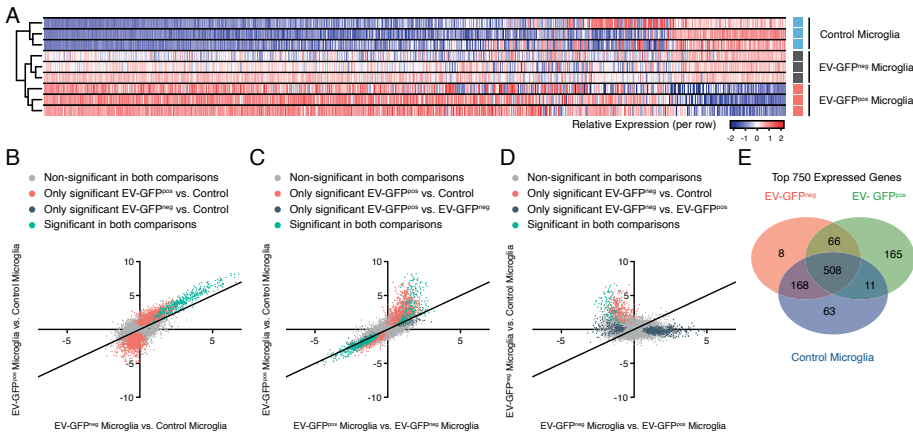 A
Control Microglia
EV-GFPneg Microglia
EV-GFPpos Microglia
Relative Expression (per row)
-2 -1 0 1 2
B
Non-significant in both comparisons
Only significant EV-GFPpos vs. Control
Only significant EV-GFPneg vs. Control
Significant in both comparisons
EV-GFPpos Microglia vs. Control Microglia
10
5
-5 5
-5
-10
EV-GFPneg Microglia vs. Control Microglia
C
Non-significant in both comparisons
Only significant EV-GFPpos vs. Control
Only significant EV-GFPpos vs. EV-GFPneg
Significant in both comparisons
EV-GFPpos Microglia vs. Control Microglia
10
5
-5 5
-5
-10
EV-GFPpos Microglia vs. EV-GFPneg Microglia
D
Non-significant in both comparisons
Only significant EV-GFPneg vs. Control
Only significant EV-GFPneg vs. EV-GFPpos
Significant in both comparisons
EV-GFPneg Microglia vs. Control Microglia
10
5
-5 5
-5
-10
EV-GFPneg Microglia vs. EV-GFPpos Microglia
E
Top 750 Expressed Genes
EV-GFPneg
EV- GFPpos
8 66 165
508
168 11
63
Control Microglia